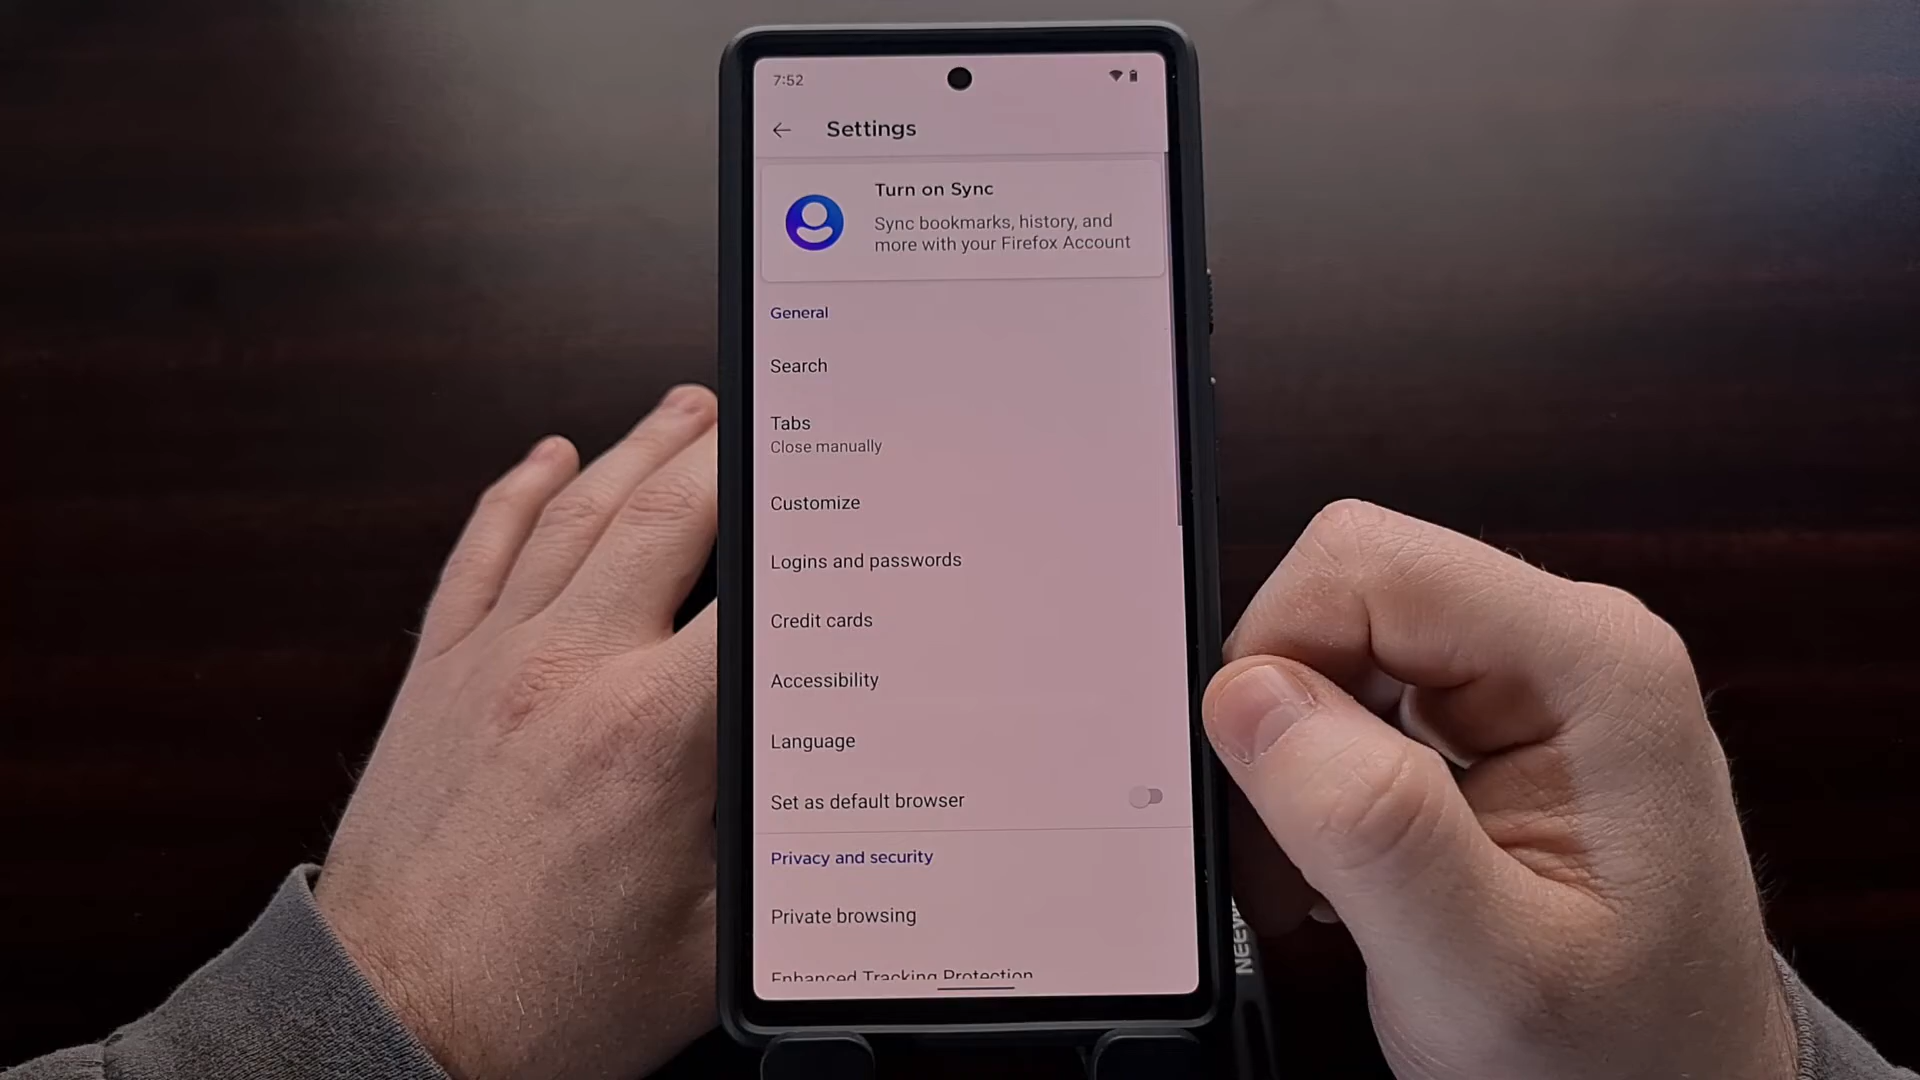 7:52
Settings
Turn on Sync
Sync bookmarks, history, and
more with your Firefox Account
General
Search
Tabs
Close manually
Customize
Logins and passwords
Credit cards
Accessibility
Language
Set as default browser
Privacy and security
Private browsing
Enhanced Tracking Protection